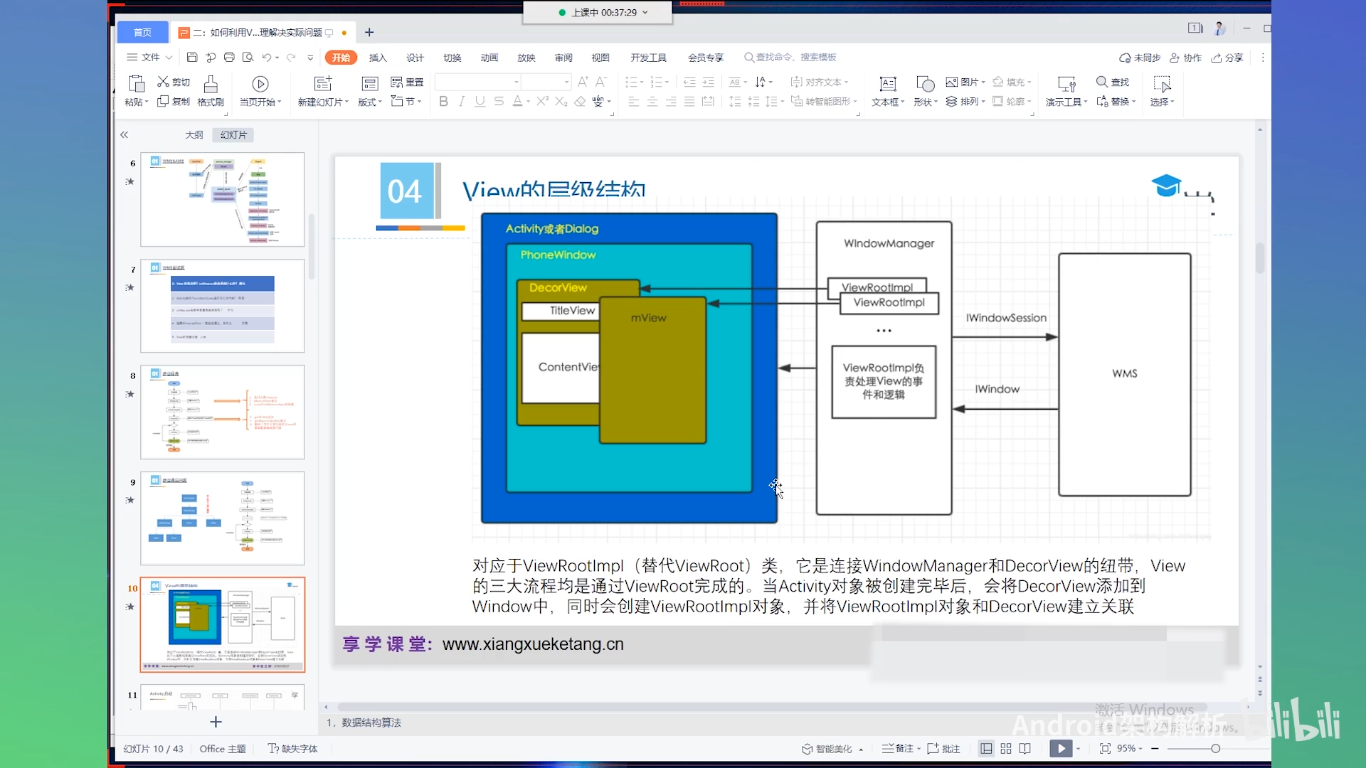 上课中 00:37:29
首页
二：如何利用V...理解决实际问题
文件
开始
插入
设计
切换
动画
放映
审阅
视图
开发工具
会员专享
查找命令、搜索模板
未同步
协作
分享
粘贴
剪切
复制
格式刷
当页开始
新建幻灯片
版式
重置
节
对齐文本
转智能图形
文本框
形状
图片
排列
填充
轮廓
演示工具
查找
替换
选择
大纲
幻灯片
6
7
8
9
10
11
04
View的层级结构
Activity或者Dialog
PhoneWindow
DecorView
TitleView
ContentView
mView
WindowManager
ViewRootImpl
ViewRootImpl
...
ViewRootImpl负
责处理View的事
件和逻辑
IWindowSession
IWindow
WMS
对应于ViewRootImpl（替代ViewRoot）类，它是连接WindowManager和DecorView的纽带，View
的三大流程均是通过ViewRoot完成的。当Activity对象被创建完毕后，会将DecorView添加到
Window中，同时会创建ViewRootImpl对象，并将ViewRootImpl对象和DecorView建立关联
享学课堂：www.xiangxueketang.cn
1，数据结构算法
激活 Windows
Android架构解析
bilibili
幻灯片 10 / 43
Office 主题
缺失字体
智能美化
备注
批注
95%